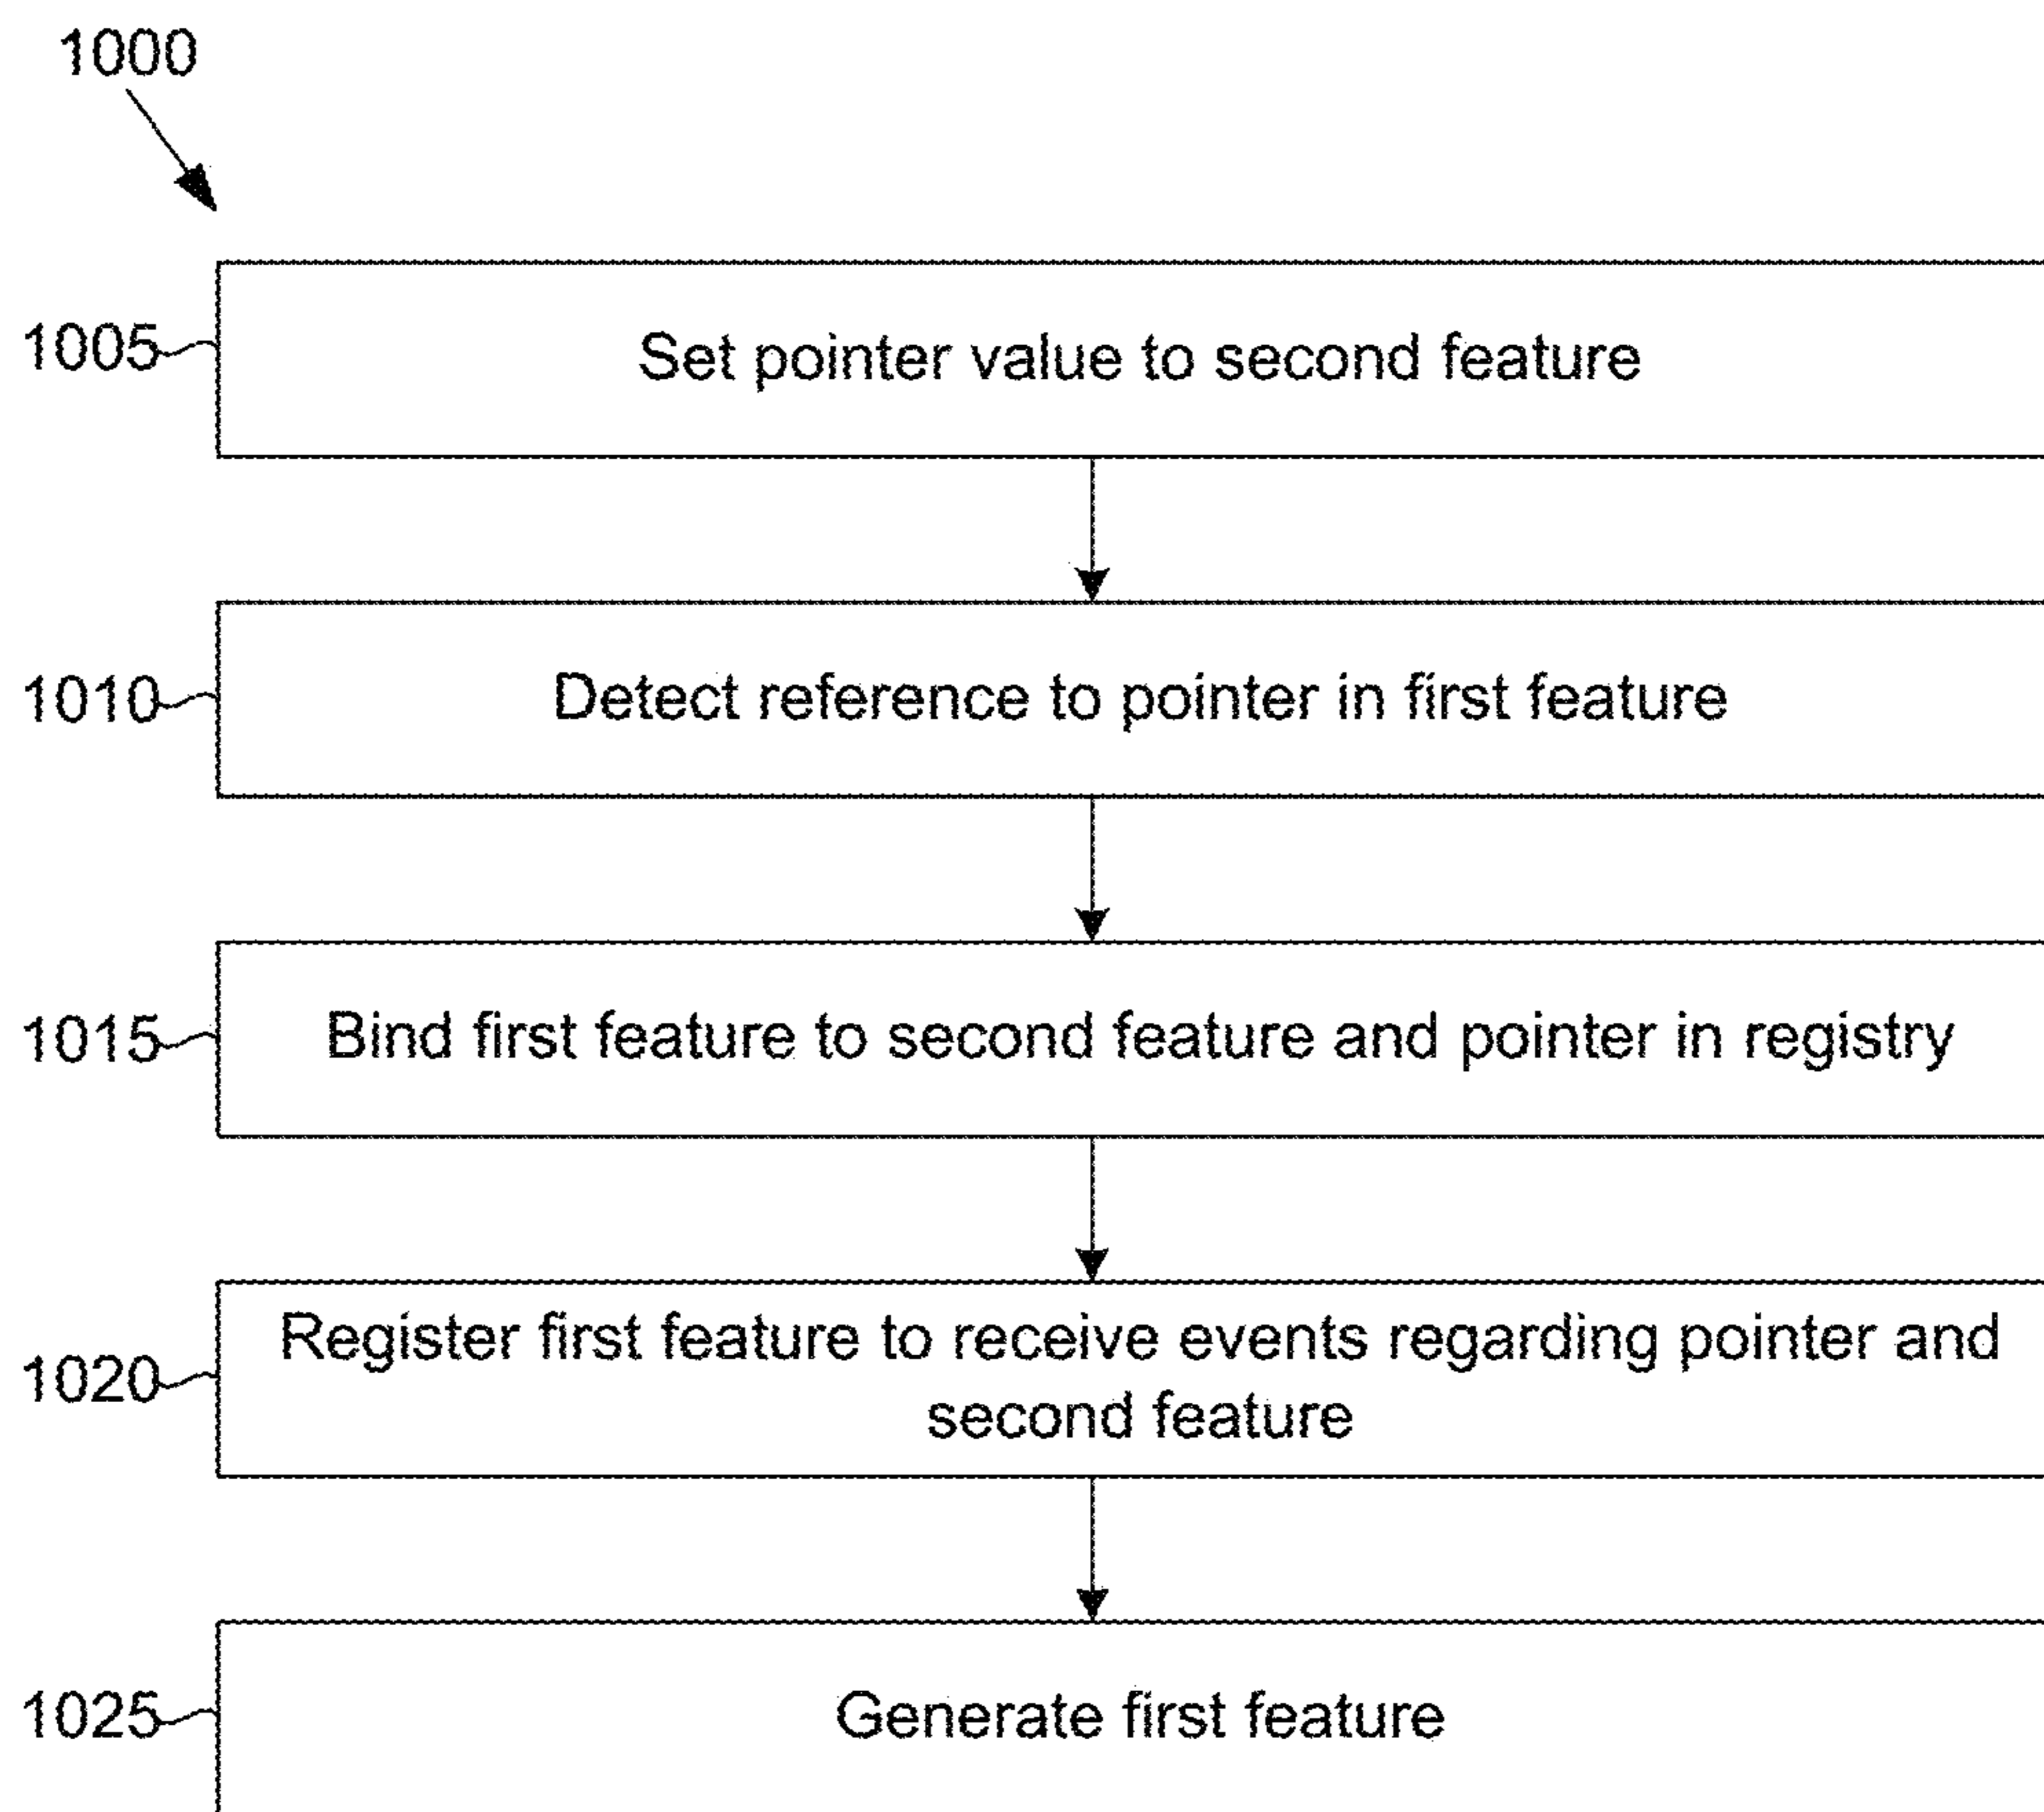 1000
1005
Set pointer value to second feature
1010
Detect reference to pointer in first feature
1015
Bind first feature to second feature and pointer in registry
1020
Register first feature to receive events regarding pointer and
second feature
1025
Generate first feature